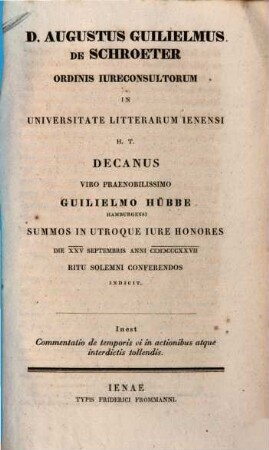 D. AUGUSTUS GUILIELMUS
DE SCHROETER
ORDINIS IURECONSULTORUM
IN
UNIVERSITATE LITTERARUM IENENSI
H. T.
DECANUS
VIRO PRAENOBILISSIMO
GUILIELMO HÜBBE
HAMBURGENSI
SUMMOS IN UTROQUE IURE HONORES
DIE XXV SEPTEMBRIS ANNI
RITU SOLEMNI CONFERENDOS
INDICIT.
Inest
Commentatio de temporis vi in actionibus atque
interdictis tollendis.
IENAE
TYPIS FRIDERICI FROMMANNI.